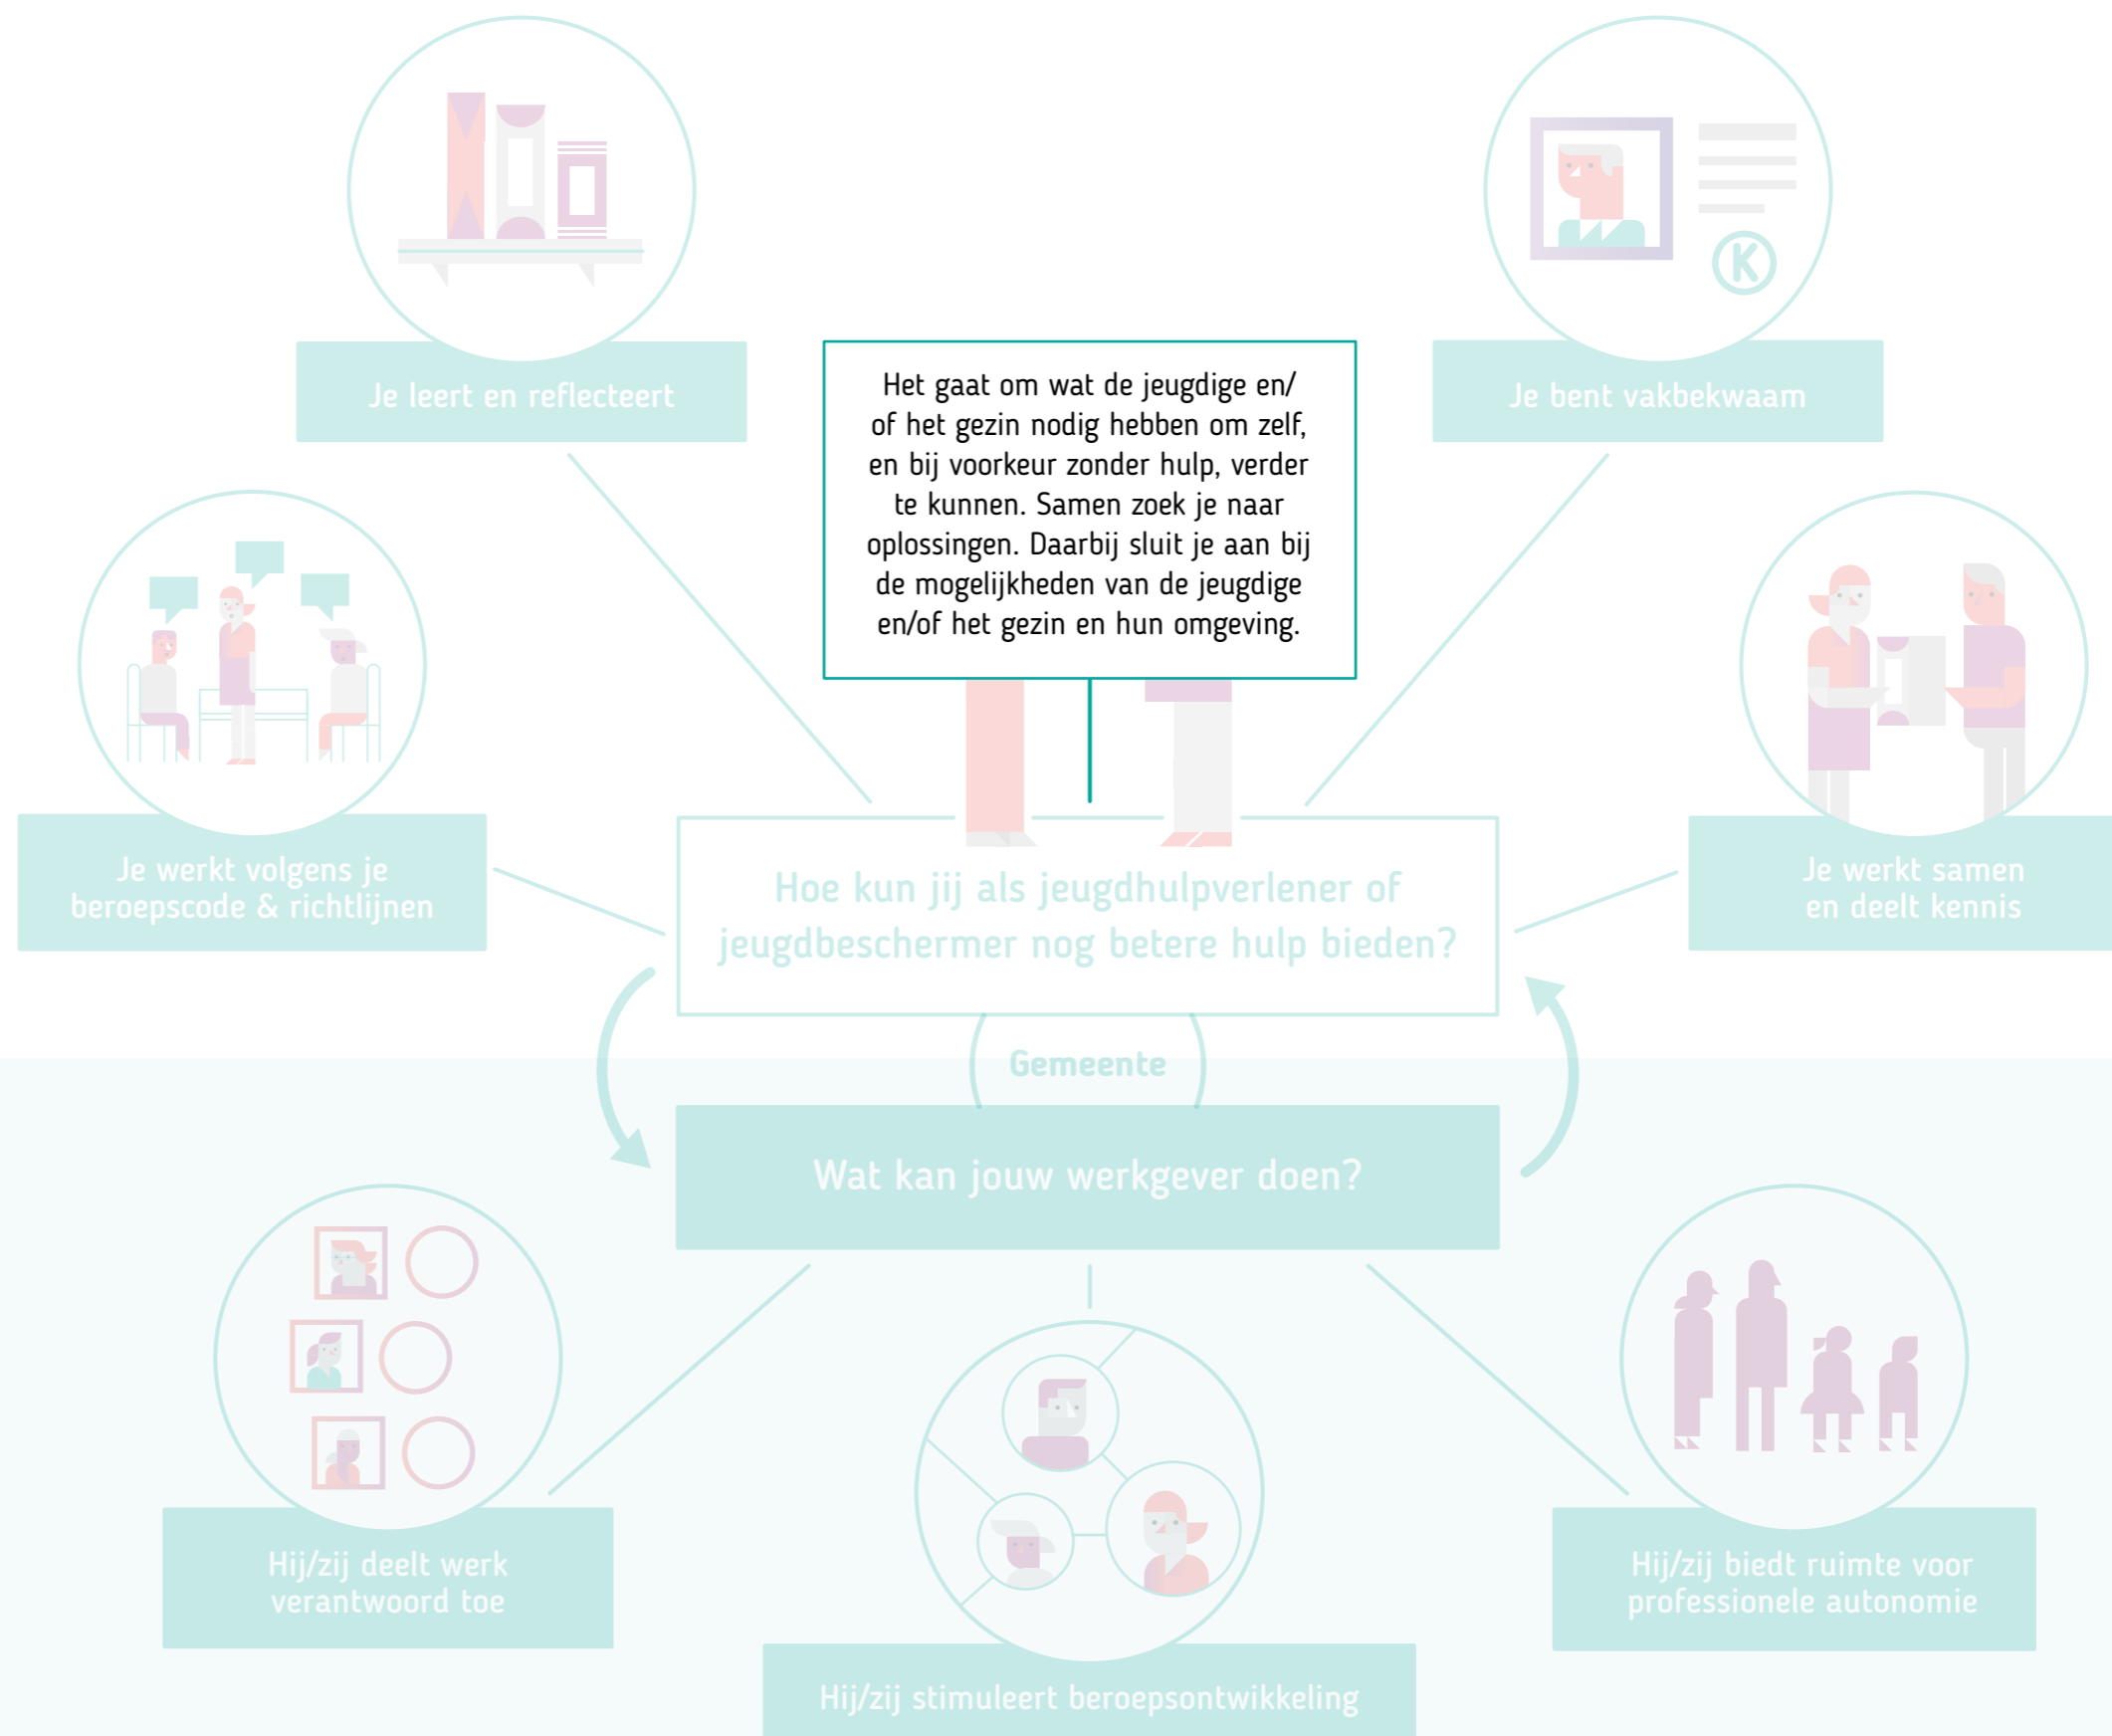 Je leert en reflecteert
Je bent vakbekwaam
Het gaat om wat de jeugdige en/
of het gezin nodig hebben om zelf,
en bij voorkeur zonder hulp, verder
te kunnen. Samen zoek je naar
oplossingen. Daarbij sluit je aan bij
de mogelijkheden van de jeugdige
en/of het gezin en hun omgeving.
K
Je werkt volgens je
beroepscode & richtlijnen
Je werkt samen
en deelt kennis
Hoe kun jij als jeugdhulpverlener of
jeugdbeschermer nog betere hulp bieden?
Gemeente
Wat kan jouw werkgever doen?
Hij/zij deelt werk
verantwoord toe
Hij/zij stimuleert beroepsontwikkeling
Hij/zij biedt ruimte voor
professionele autonomie